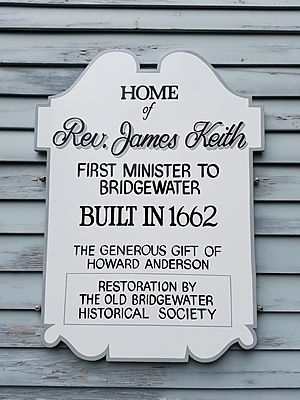 HOME
of
Rev. James Keith
FIRST MINISTER TO
BRIDGEWATER
BUILT IN 1662
THE GENEROUS GIFT OF
HOWARD ANDERSON
RESTORATION BY
THE OLD BRIDGEWATER
HISTORICAL SOCIETY